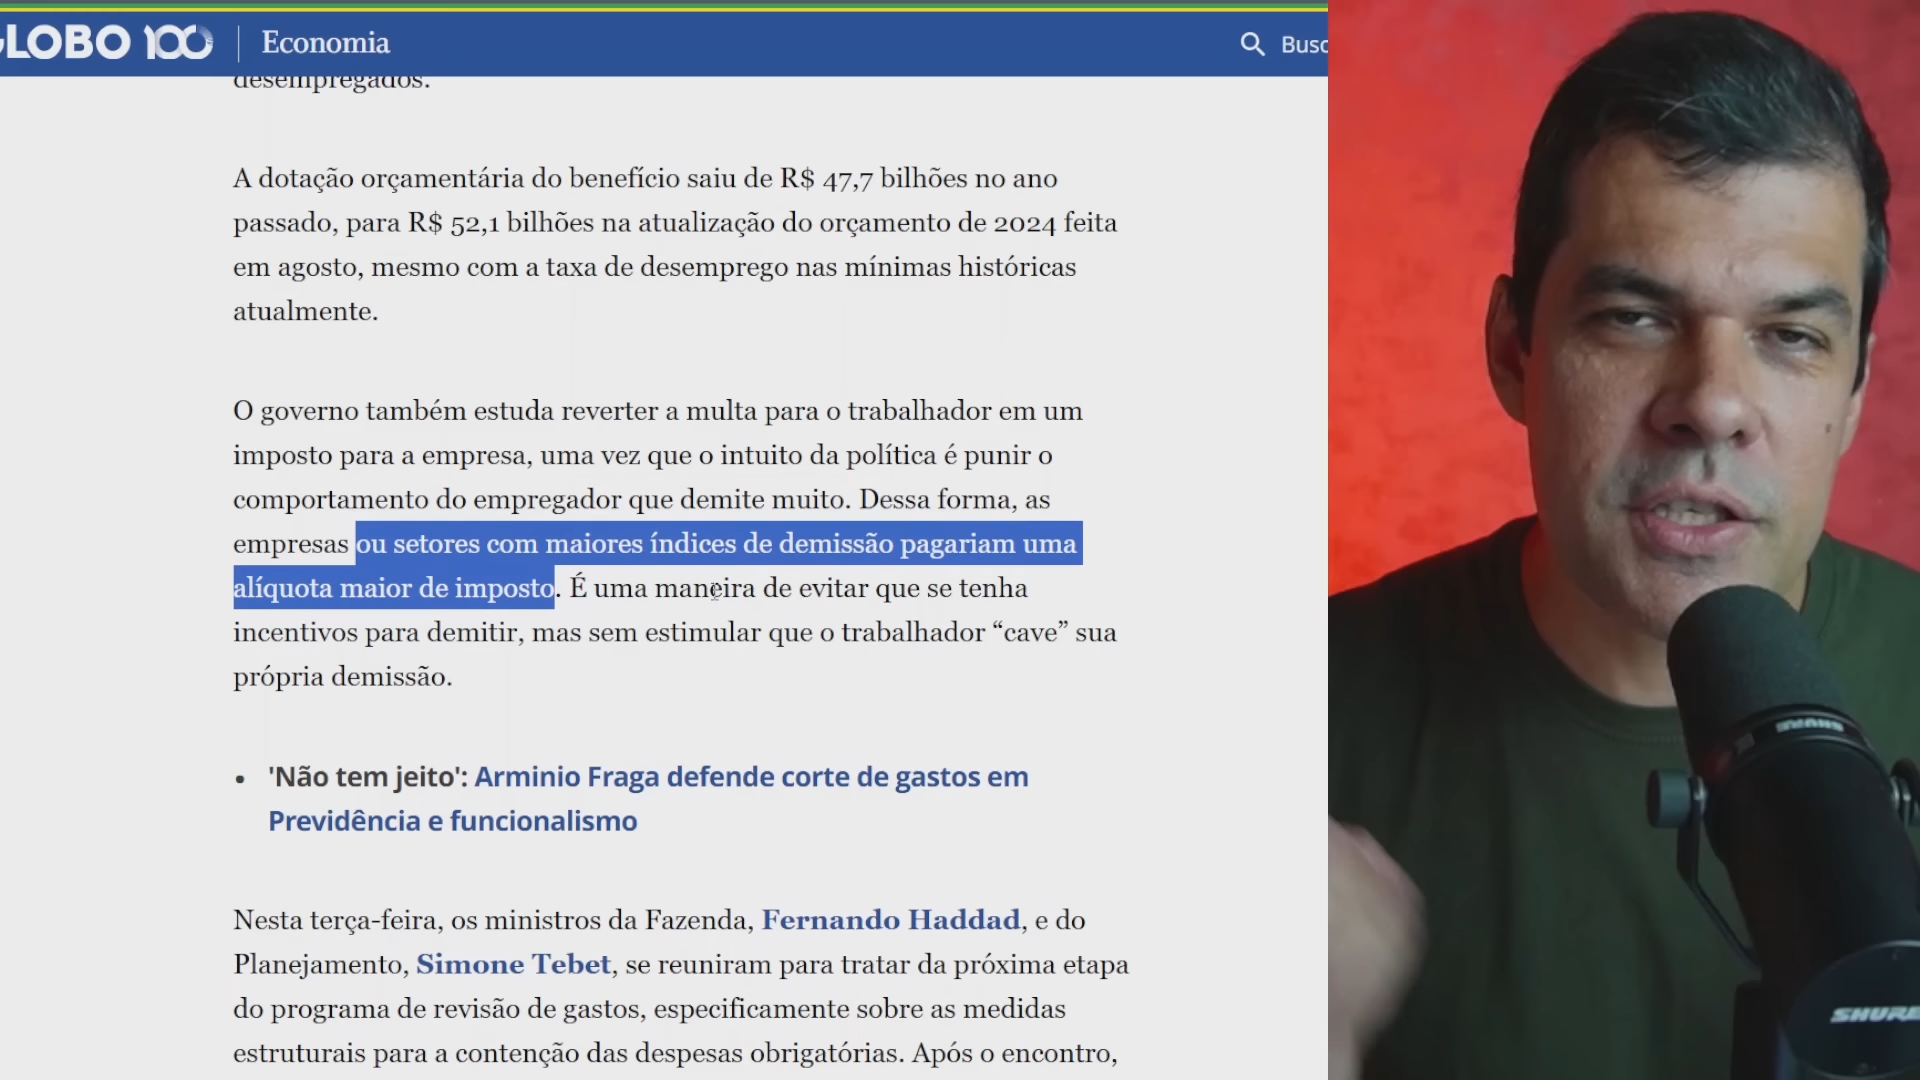 LOBO 100
Economia
Busc
desempregados.
A dotação orçamentária do benefício saiu de R$ 47,7 bilhões no ano
passado, para R$ 52,1 bilhões na atualização do orçamento de 2024 feita
em agosto, mesmo com a taxa de desemprego nas mínimas históricas
atualmente.
O governo também estuda reverter a multa para o trabalhador em um
imposto para a empresa, uma vez que o intuito da política é punir o
comportamento do empregador que demite muito. Dessa forma, as
empresas ou setores com maiores índices de demissão pagariam uma
alíquota maior de imposto. É uma maneira de evitar que se tenha
incentivos para demitir, mas sem estimular que o trabalhador “cave” sua
própria demissão.
• 'Não tem jeito': Arminio Fraga defende corte de gastos em
Previdência e funcionalismo
Nesta terça-feira, os ministros da Fazenda, Fernando Haddad, e do
Planejamento, Simone Tebet, se reuniram para tratar da próxima etapa
do programa de revisão de gastos, especificamente sobre as medidas
estruturais para a contenção das despesas obrigatórias. Após o encontro,
SHURE